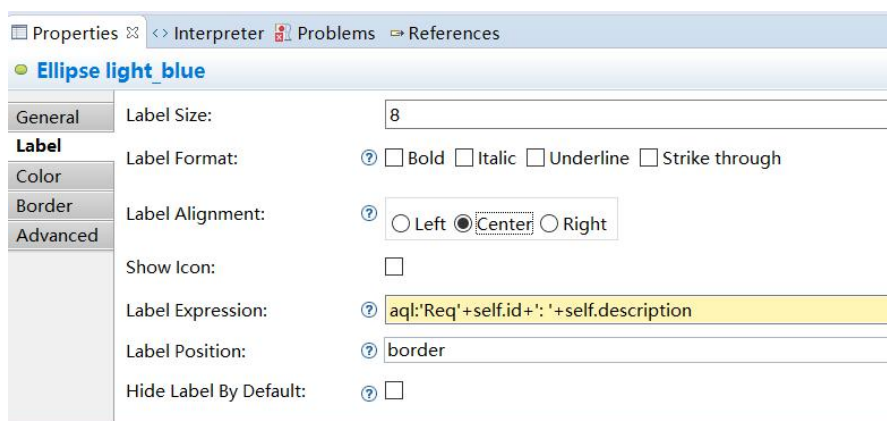 Properties Interpreter Problems References
Ellipse light_blue
General
Label
Color
Border
Advanced
Label Size: 8
Label Format: Bold Italic Underline Strike through
Label Alignment: Left Center Right
Show Icon:
Label Expression: aql:'Req'+self.id+': '+self.description
Label Position: border
Hide Label By Default: